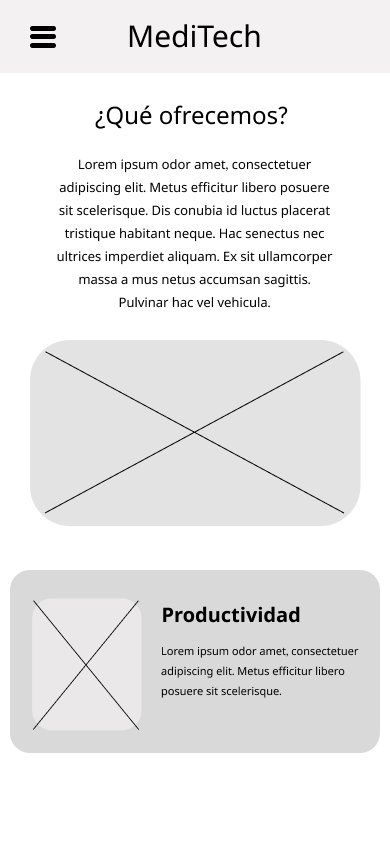 MediTech
¿Qué ofrecemos?
Lorem ipsum odor amet, consectetuer
adipiscing elit. Metus efficitur libero posuere
sit scelerisque. Dis conubia id luctus placerat
tristique habitant neque. Hac senectus nec
ultrices imperdiet aliquam. Ex sit ullamcorper
massa a mus netus accumsan sagittis.
Pulvinar hac vel vehicula.
Productividad
Lorem ipsum odor amet, consectetuer
adipiscing elit. Metus efficitur libero
posuere sit scelerisque.